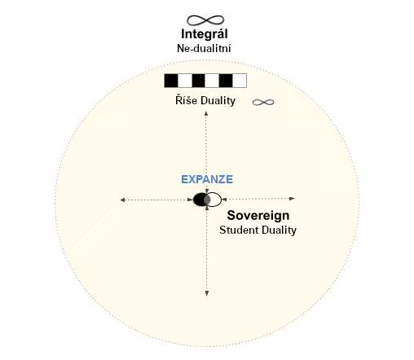 Integrál
Ne-dualitní
Říše Duality
EXPANZE
Sovereign
Student Duality